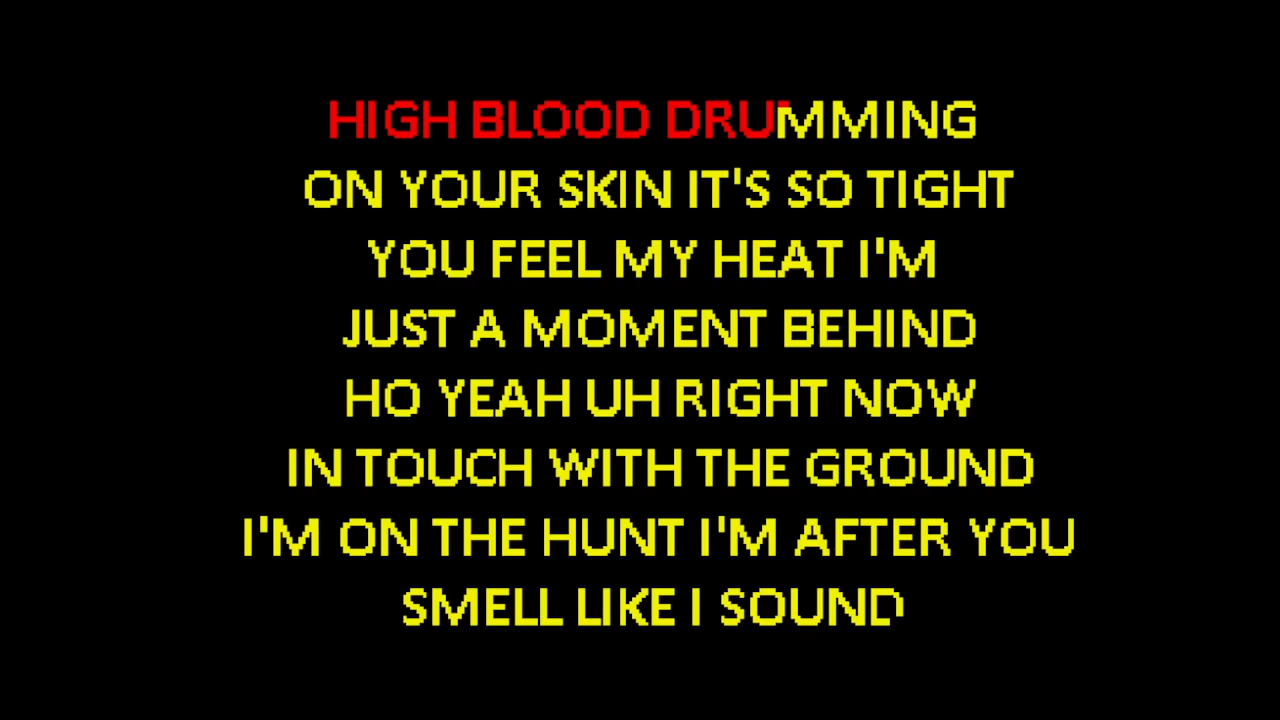 HIGH BLOOD DRUMMING
ON YOUR SKIN IT'S SO TIGHT
YOU FEEL MY HEAT I'M
JUST A MOMENT BEHIND
HO YEAH UH RIGHT NOW
IN TOUCH WITH THE GROUND
I'M ON THE HUNT I'M AFTER YOU
SMELL LIKE I SOUND